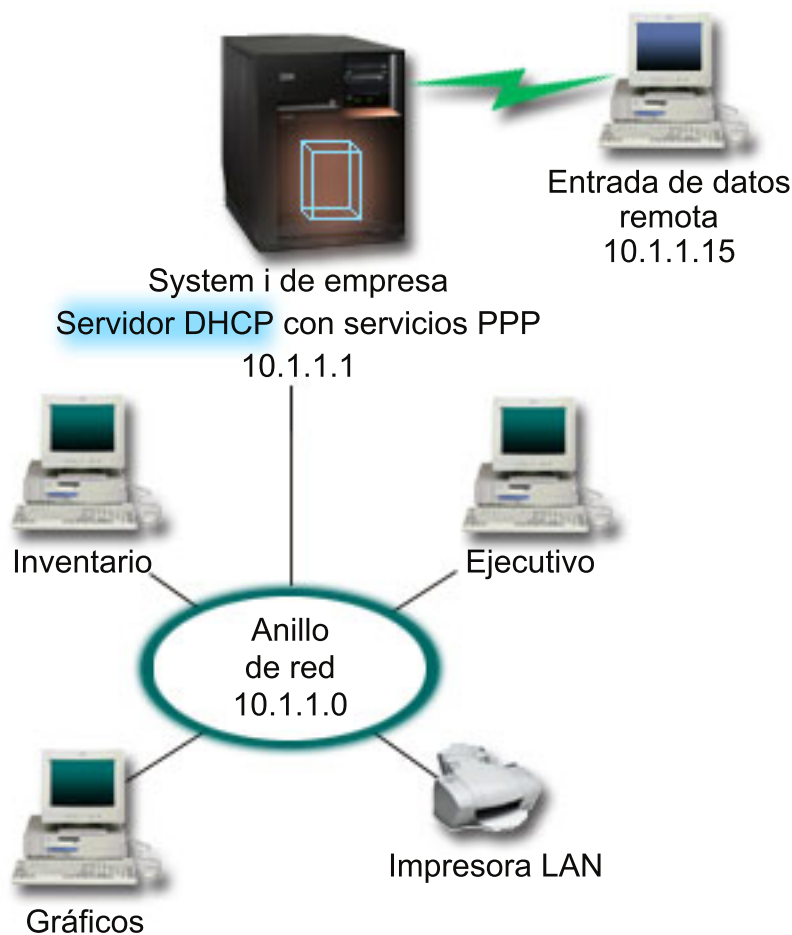 Entrada de datos
remota
10.1.1.15
System i de empresa
Servidor DHCP con servicios PPP
10.1.1.1
Inventario
Ejecutivo
Anillo
de red
10.1.1.0
Impresora LAN
Gráficos